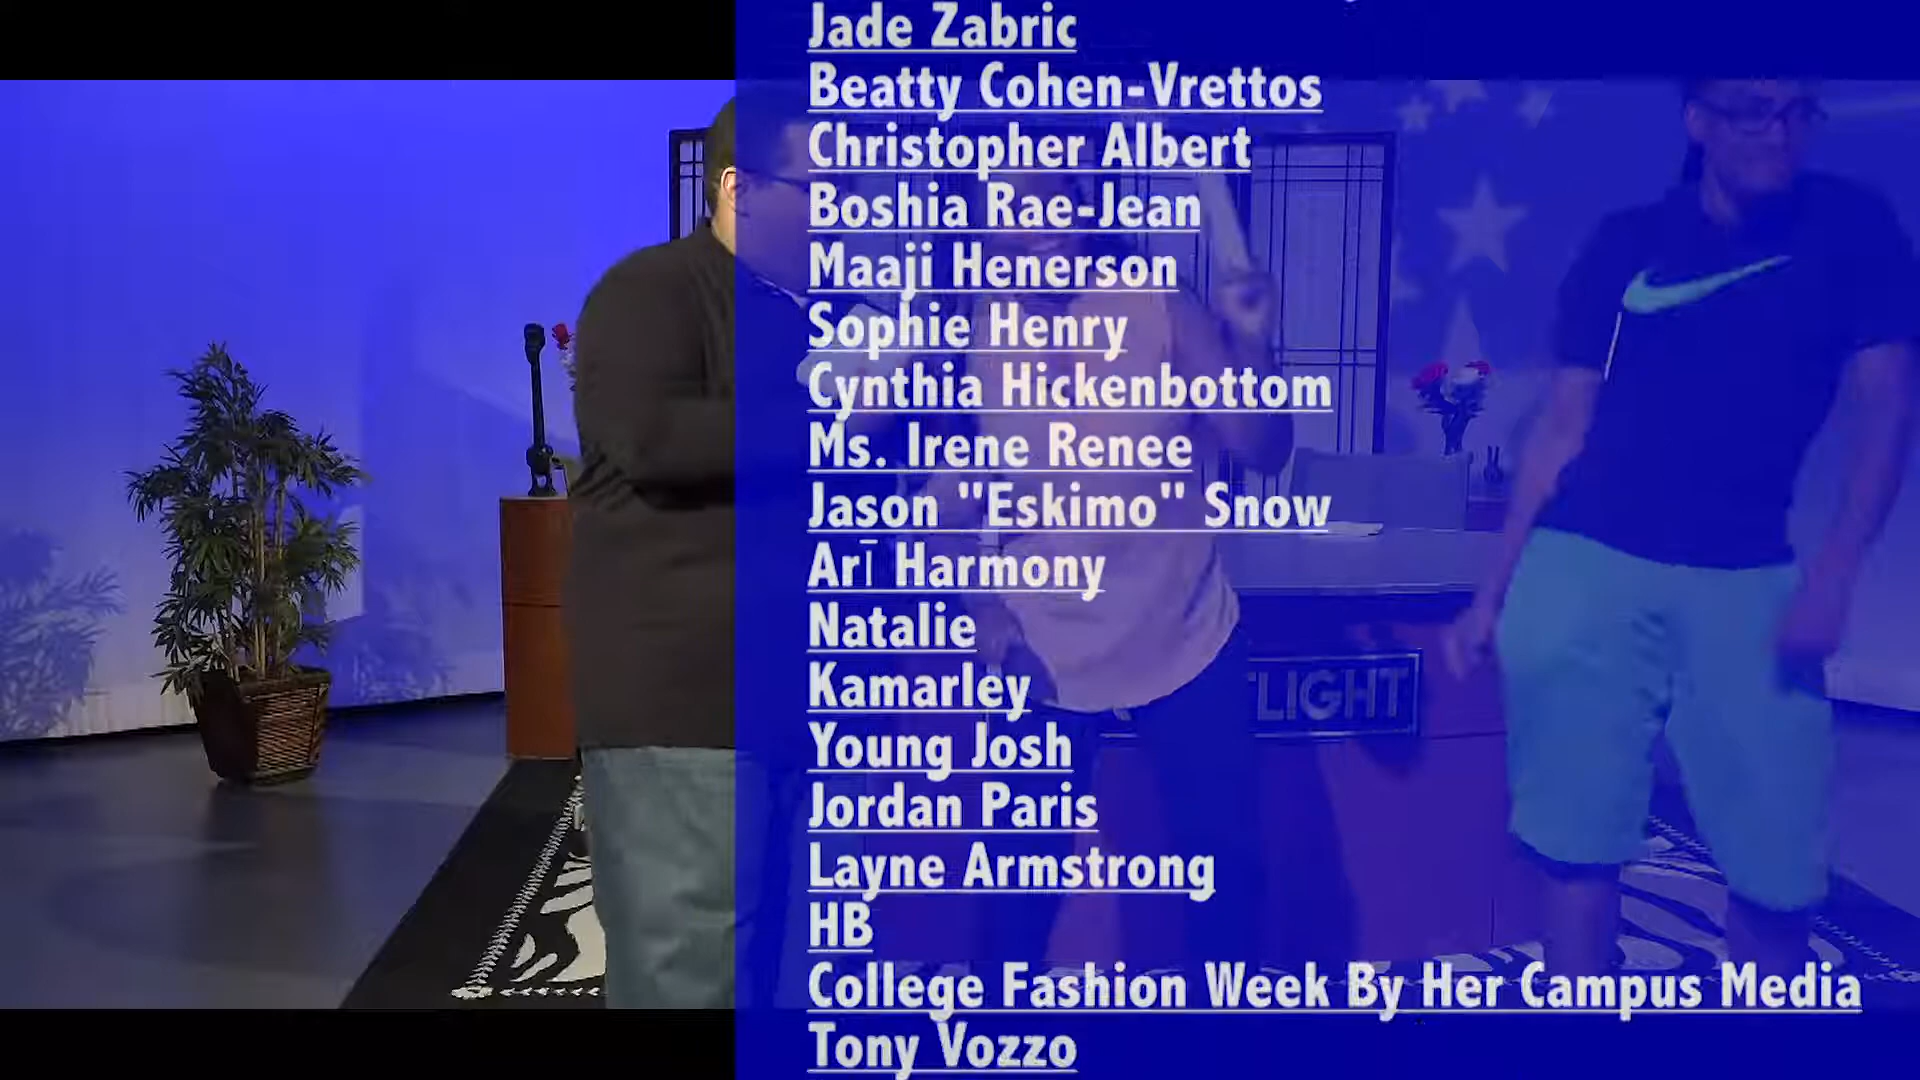 Jade Zabric
Beatty Cohen-Vrettos
Christopher Albert
Boshia Rae-Jean
Maaji Henerson
Sophie Henry
Cynthia Hickenbottom
Ms. Irene Renee
Jason "Eskimo" Snow
Arī Harmony
Natalie
Kamarley
Young Josh
Jordan Paris
Layne Armstrong
HB
College Fashion Week By Her Campus Media
Tony Vozzo
TLIGHT